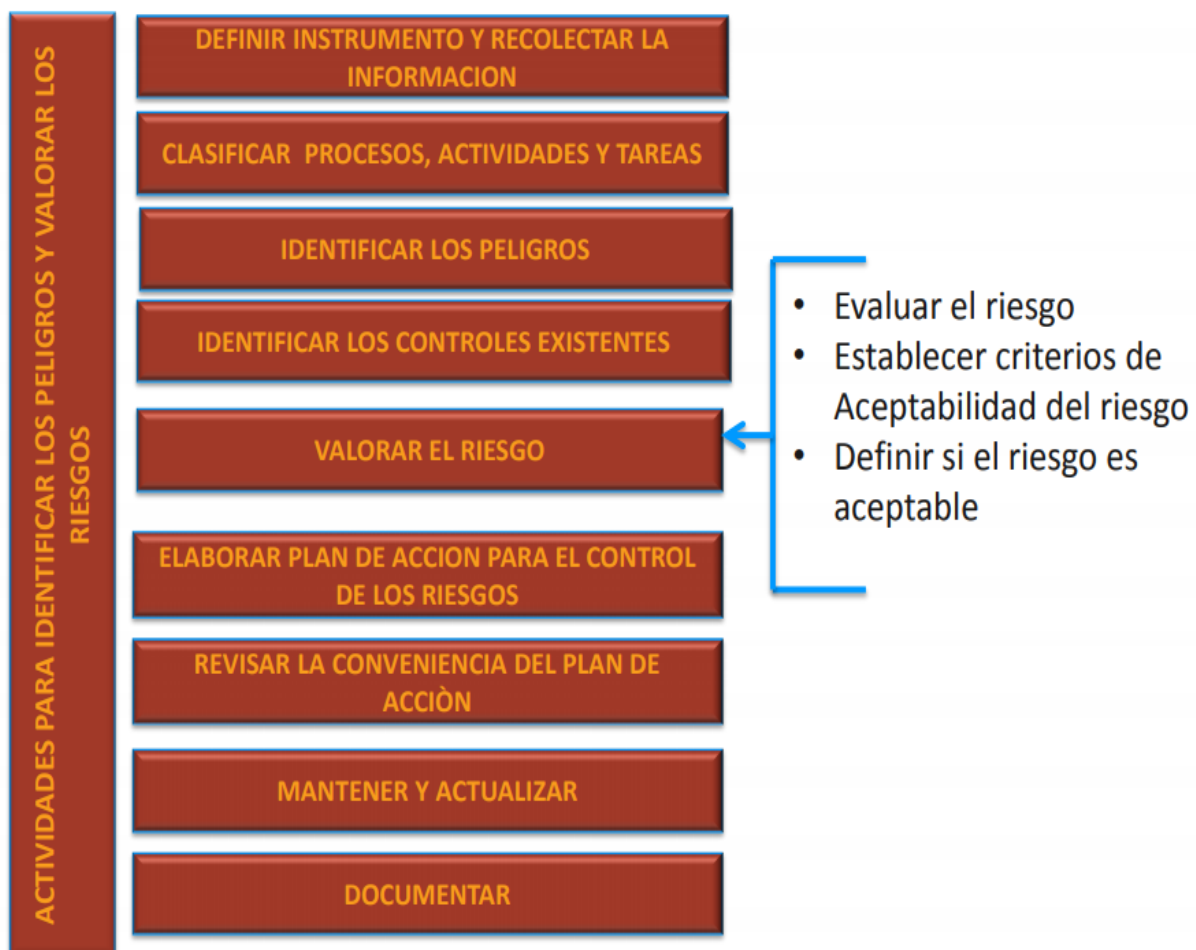 ACTIVIDADES PARA IDENTIFICAR LOS PELIGROS Y VALORAR LOS
RIESGOS
DEFINIR INSTRUMENTO Y RECOLECTAR LA
INFORMACION
CLASIFICAR PROCESOS, ACTIVIDADES Y TAREAS
IDENTIFICAR LOS PELIGROS
IDENTIFICAR LOS CONTROLES EXISTENTES
VALORAR EL RIESGO
• Evaluar el riesgo
• Establecer criterios de
Aceptabilidad del riesgo
• Definir si el riesgo es
aceptable
ELABORAR PLAN DE ACCION PARA EL CONTROL
DE LOS RIESGOS
REVISAR LA CONVENIENCIA DEL PLAN DE
ACCIÒN
MANTENER Y ACTUALIZAR
DOCUMENTAR